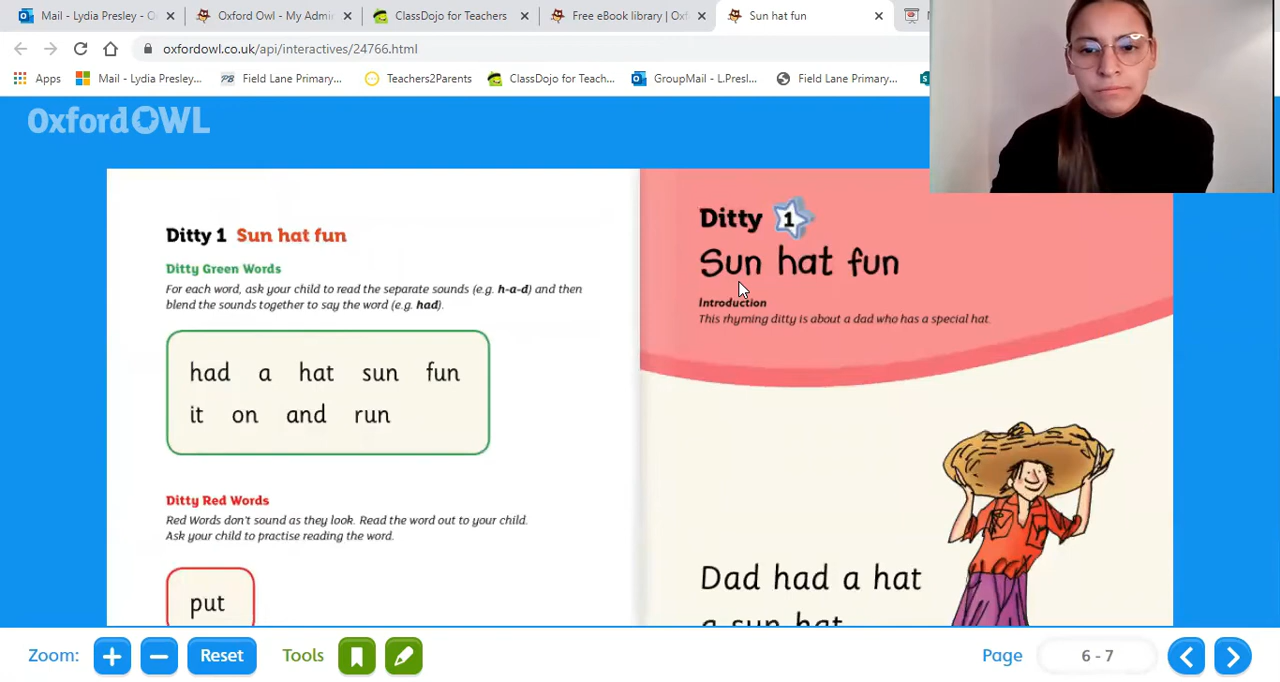 Mail - Lydia Presley - O
Oxford Owl - My Admi
ClassDojo for Teachers
Free eBook library | Oxf
Sun hat fun
oxfordowl.co.uk/api/interactives/24766.html
Apps
Mail - Lydia Presley...
Field Lane Primary...
Teachers2Parents
ClassDojo for Teach...
GroupMail - L.Presl...
Field Lane Primary...
Oxford OWL
Ditty 1 Sun hat fun
Ditty Green Words
For each word, ask your child to read the separate sounds (e.g. h-a-d) and then
blend the sounds together to say the word (e.g. had).
had a hat sun fun
it on and run
Ditty Red Words
Red Words don't sound as they look. Read the word out to your child.
Ask your child to practise reading the word.
put
Ditty 1
Sun hat fun
Introduction
This rhyming ditty is about a dad who has a special hat.
Dad had a hat
a sun hat
Zoom:
Reset
Tools
Page
6 - 7